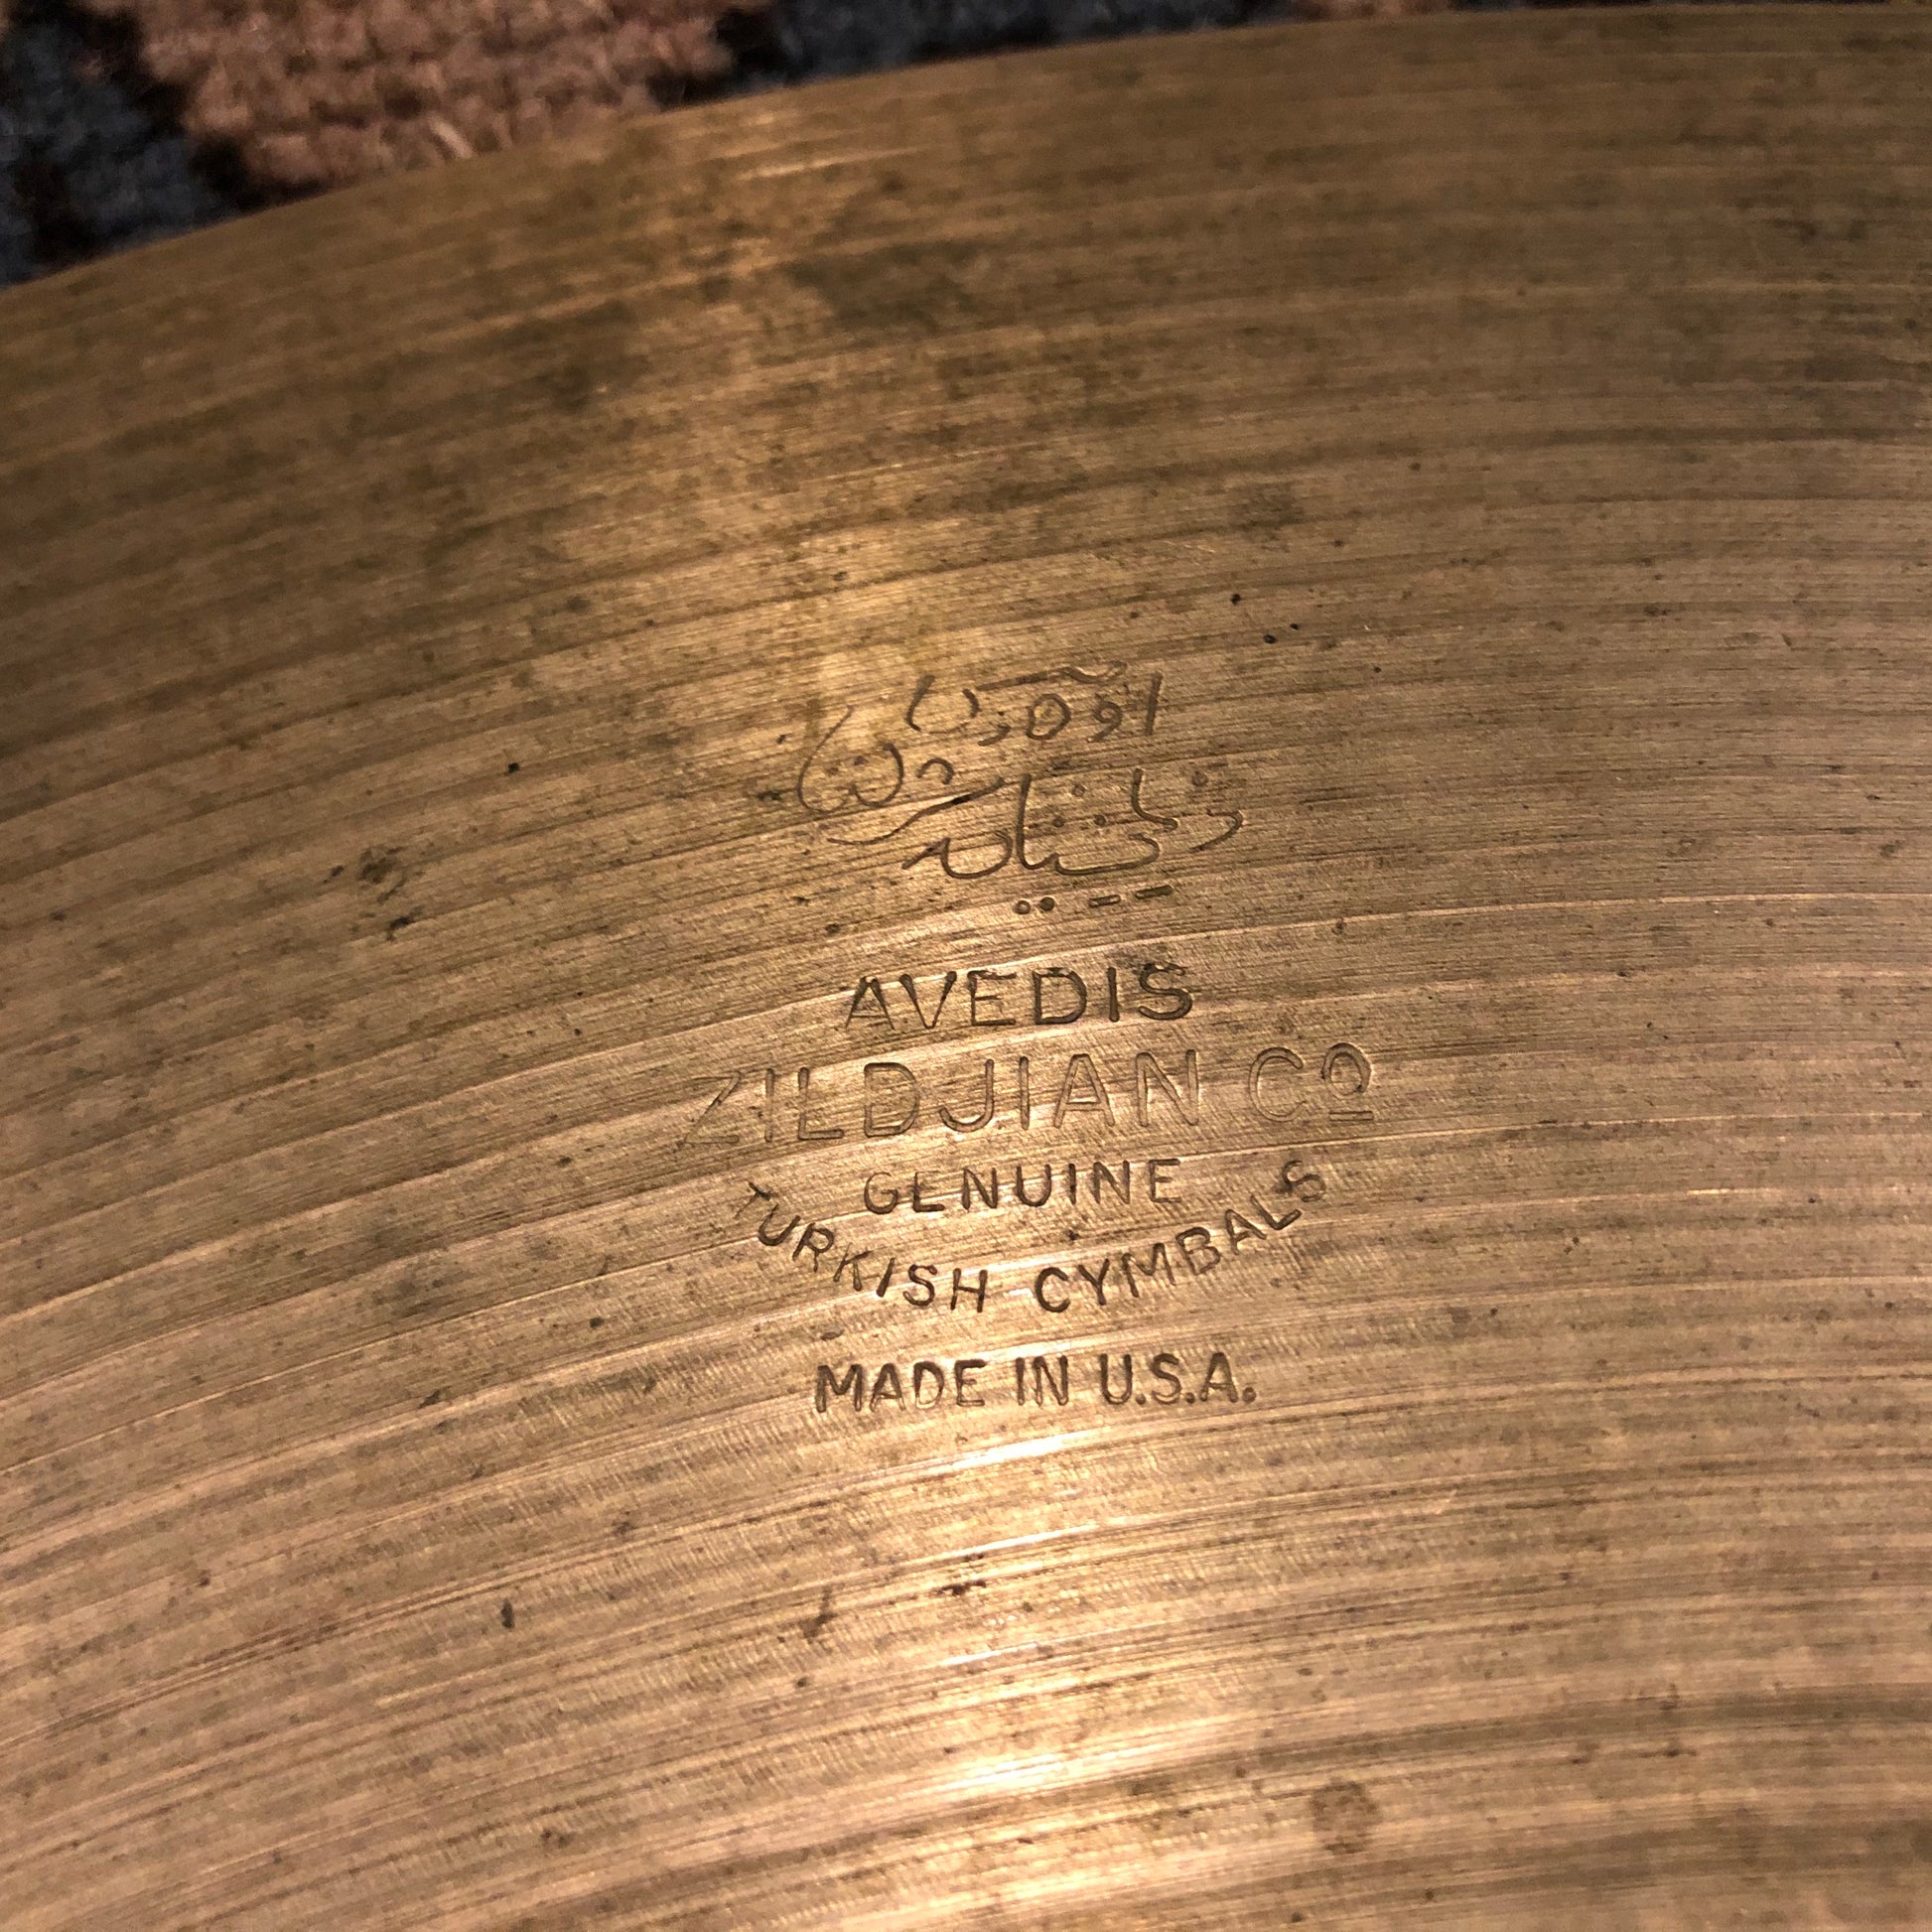 AVEDIS
ZILDJIAN Cº
GENUINE
TURKISH CYMBALS
MADE IN U.S.A.